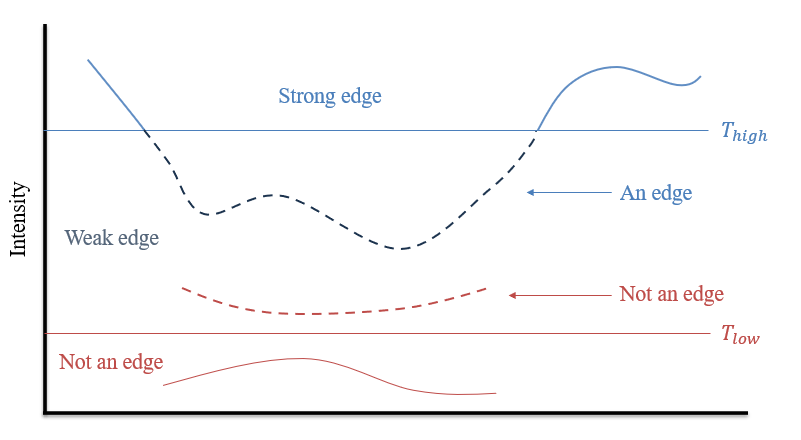 Strong edge
T_high
Intensity
An edge
Weak edge
Not an edge
T_low
Not an edge